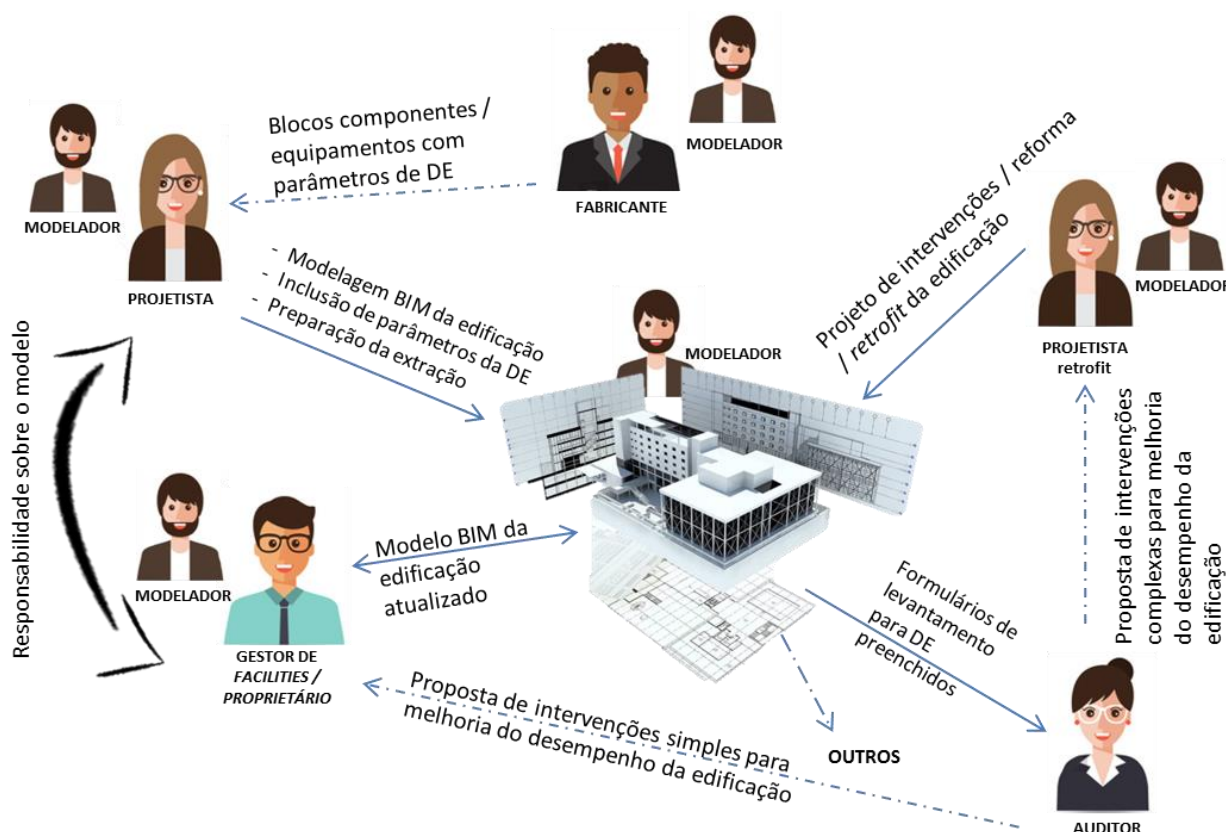 MODELADOR
PROJETISTA
Blocos componentes /
equipamentos com
parâmetros de DE
FABRICANTE
MODELADOR
Projeto de intervenções / reforma
/ retrofit da edificação
MODELADOR
PROJETISTA
retrofit
- Modelagem BIM da edificação
- Inclusão de parâmetros da DE
- Preparação da extração
MODELADOR
Responsabilidade sobre o modelo
MODELADOR
GESTOR DE
FACILITIES /
PROPRIETÁRIO
Modelo BIM da
edificação
atualizado
Formulários de
levantamento
para DE
preenchidos
Proposta de intervenções
complexas para melhoria
do desempenho da
edificação
Proposta de intervenções simples para
melhoria do desempenho da edificação
OUTROS
AUDITOR